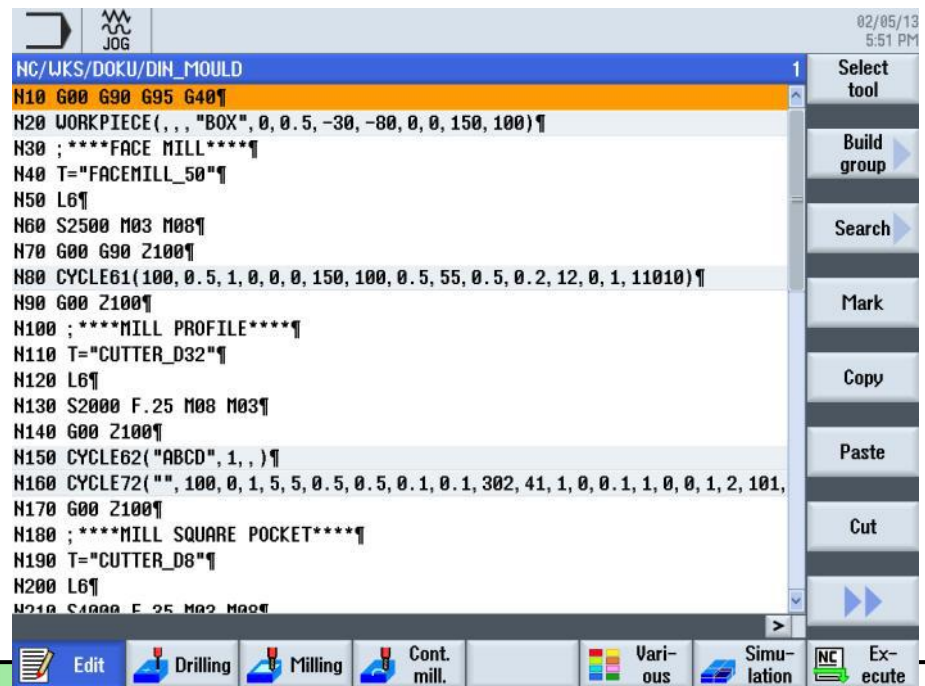 JOG
02/05/13
5:51 PM
NC/WKS/DOKU/DIN_MOULD 1
N10 G00 G90 G95 G40¶
N20 WORKPIECE(,,,"BOX",0,0.5,-30,-80,0,0,150,100)¶
N30 ;****FACE MILL****¶
N40 T="FACEMILL_50"¶
N50 L6¶
N60 S2500 M03 M08¶
N70 G00 G90 Z100¶
N80 CYCLE61(100,0.5,1,0,0,0,150,100,0.5,55,0.5,0.2,12,0,1,11010)¶
N90 G00 Z100¶
N100 ;****MILL PROFILE****¶
N110 T="CUTTER_D32"¶
N120 L6¶
N130 S2000 F.25 M08 M03¶
N140 G00 Z100¶
N150 CYCLE62("ABCD",1,,)¶
N160 CYCLE72("",100,0,1,5,5,0.5,0.5,0.1,0.1,302,41,1,0,0.1,1,0,0,1,2,101,
N170 G00 Z100¶
N180 ;****MILL SQUARE POCKET****¶
N190 T="CUTTER_D8"¶
N200 L6¶
N210 S4000 F.25 M03 M08¶
Select
tool
Build
group
Search
Mark
Copy
Paste
Cut
Edit
Drilling
Milling
Cont.
mill.
Vari-
ous
Simu-
lation
NC
Ex-
ecute